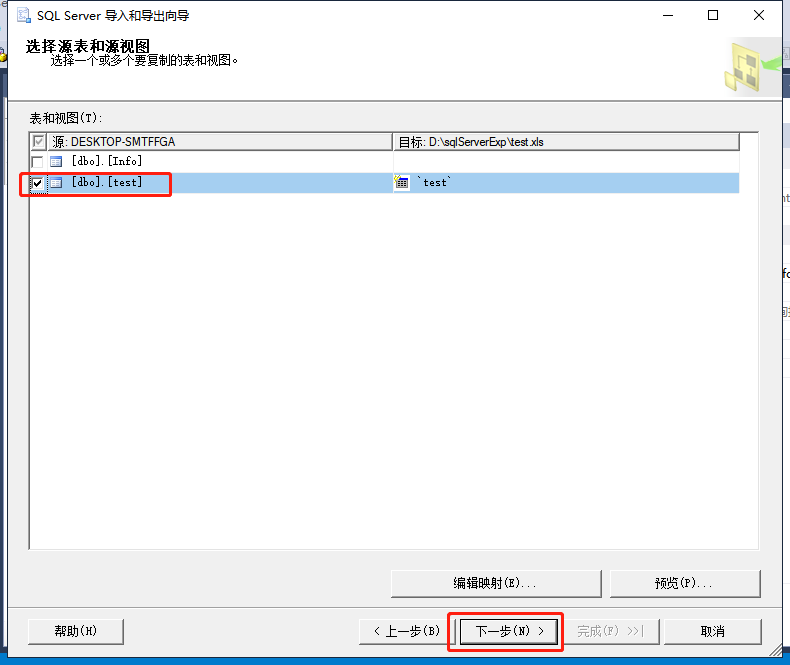 SQL Server 导入和导出向导
选择源表和源视图
选择一个或多个要复制的表和视图。
表和视图(T):
源: DESKTOP-SMTFFGA
目标: D:\sqlServerExp\test.xls
[dbo].[Info]
[dbo].[test]
`test`
编辑映射(E)...
预览(P)...
帮助(H)
< 上一步(B)
下一步(N) >
完成(F) >>|
取消